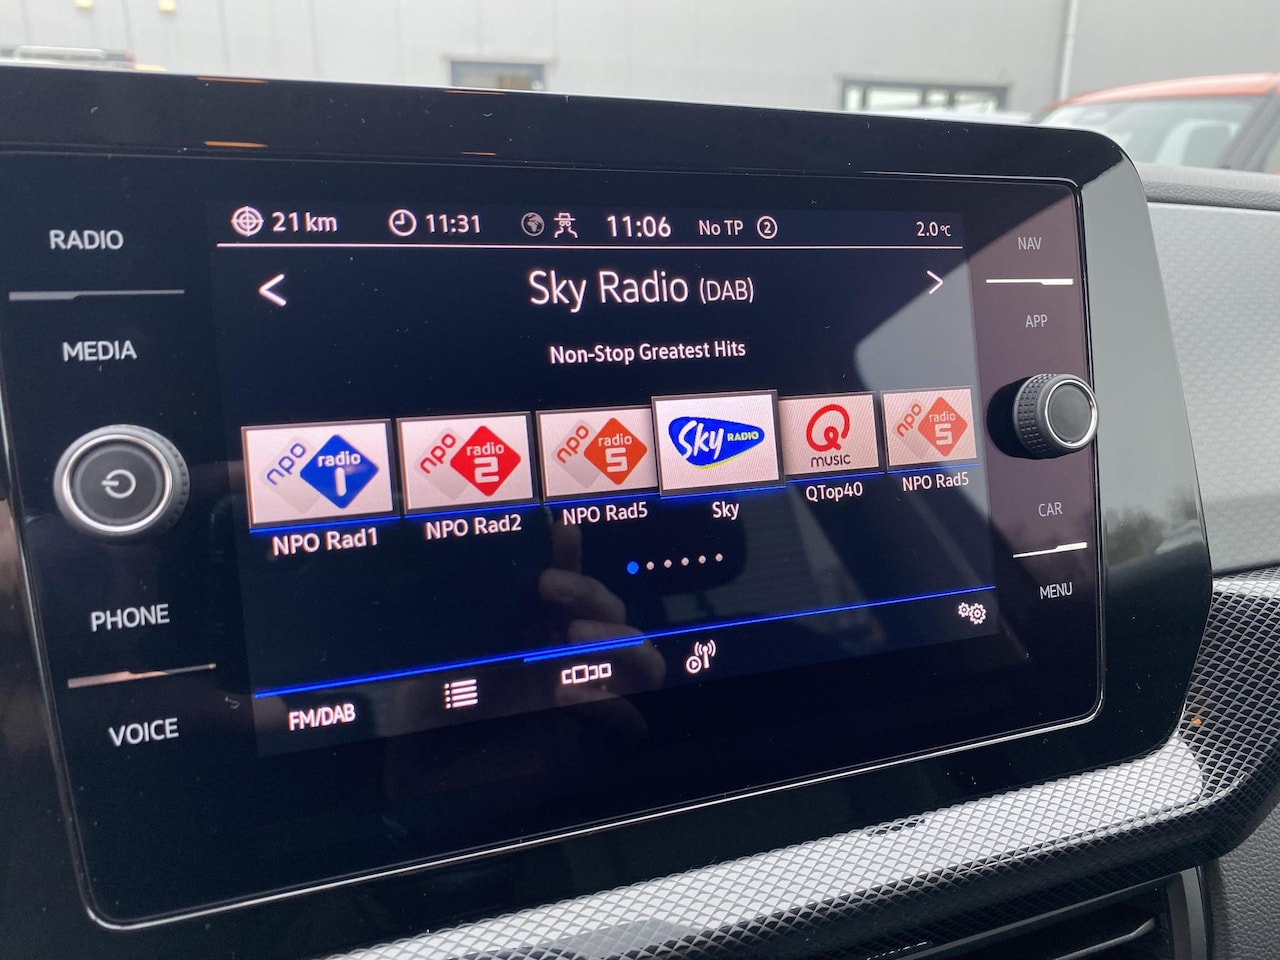 RADIO
MEDIA
PHONE
VOICE
21 km 11:31 11:06 No TP 2 2.0°C
< Sky Radio (DAB) >
Non-Stop Greatest Hits
npo radio 1
npo radio 2
npo radio 5
Sky RADIO
Q MUSIC
npo radio 5
NPO Rad1 NPO Rad2 NPO Rad5 Sky QTop40 NPO Rad5
FM/DAB
NAV
APP
CAR
MENU